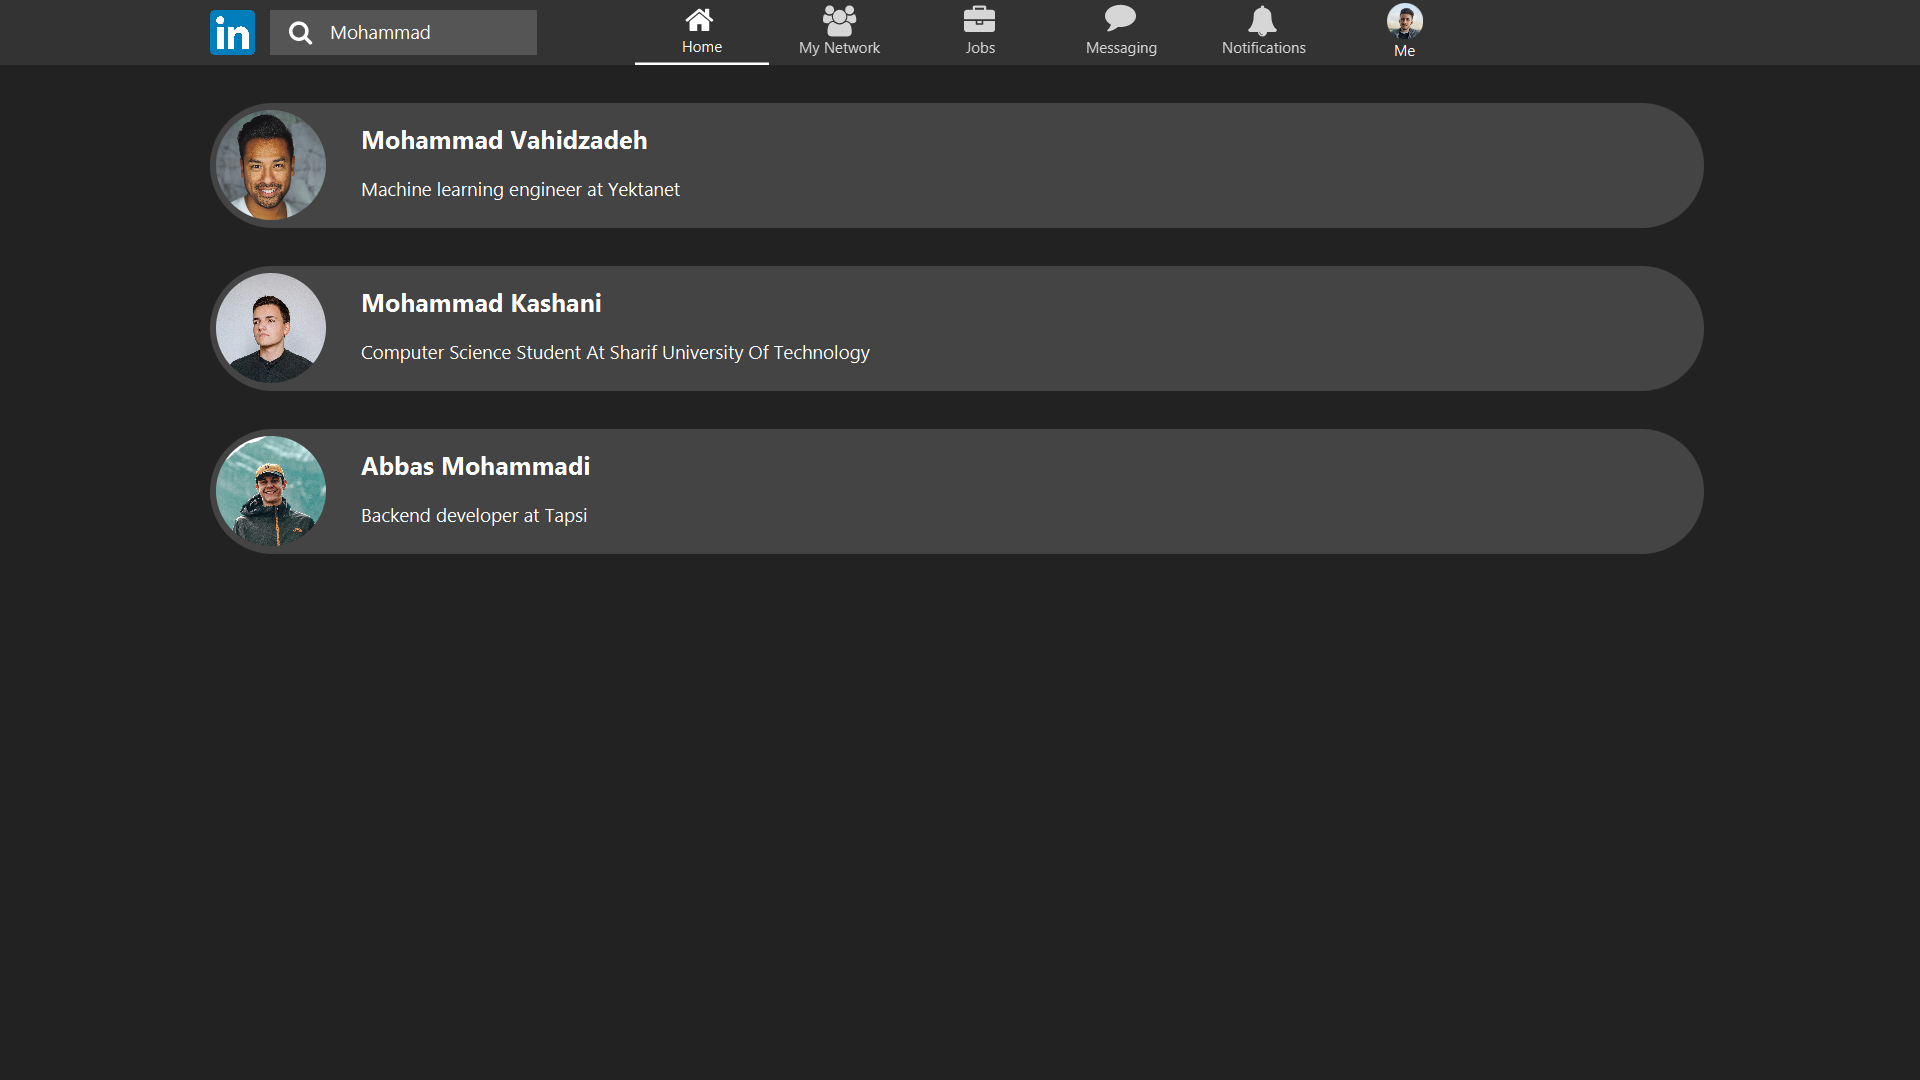 in
Mohammad
Home
My Network
Jobs
Messaging
Notifications
Me
Mohammad Vahidzadeh
Machine learning engineer at Yektanet
Mohammad Kashani
Computer Science Student At Sharif University Of Technology
Abbas Mohammadi
Backend developer at Tapsi